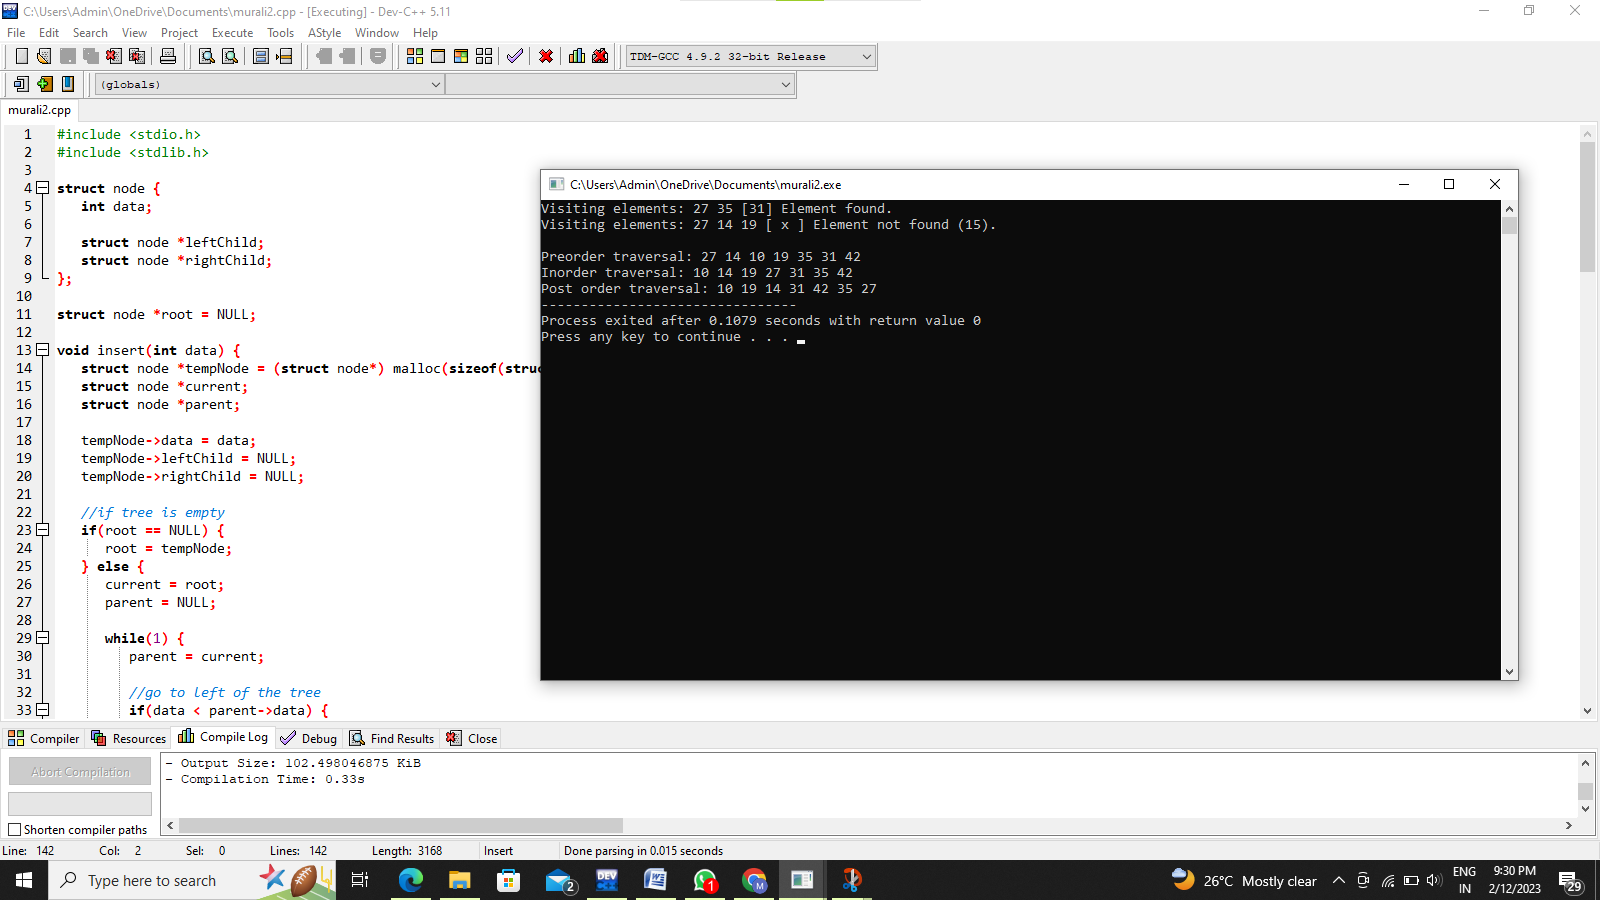 C:\Users\Admin\OneDrive\Documents\murali2.cpp - [Executing] - Dev-C++ 5.11
File Edit Search View Project Execute Tools AStyle Window Help
TDM-GCC 4.9.2 32-bit Release
(globals)
murali2.cpp
1 #include <stdio.h>
2 #include <stdlib.h>
3
4 struct node {
5 int data;
6
7 struct node *leftChild;
8 struct node *rightChild;
9 };
10
11 struct node *root = NULL;
12
13 void insert(int data) {
14 struct node *tempNode = (struct node*) malloc(sizeof(struc
15 struct node *current;
16 struct node *parent;
17
18 tempNode->data = data;
19 tempNode->leftChild = NULL;
20 tempNode->rightChild = NULL;
21
22 //if tree is empty
23 if(root == NULL) {
24 root = tempNode;
25 } else {
26 current = root;
27 parent = NULL;
28
29 while(1) {
30 parent = current;
31
32 //go to left of the tree
33 if(data < parent->data) {
C:\Users\Admin\OneDrive\Documents\murali2.exe
Visiting elements: 27 35 [31] Element found.
Visiting elements: 27 14 19 [ x ] Element not found (15).
Preorder traversal: 27 14 10 19 35 31 42
Inorder traversal: 10 14 19 27 31 35 42
Post order traversal: 10 19 14 31 42 35 27
--------------------------------
Process exited after 0.1079 seconds with return value 0
Press any key to continue . . .
Compiler Resources Compile Log Debug Find Results Close
Abort Compilation
Shorten compiler paths
- Output Size: 102.498046875 KiB
- Compilation Time: 0.33s
Line: 142 Col: 2 Sel: 0 Lines: 142 Length: 3168 Insert Done parsing in 0.015 seconds
Type here to search
2
DEV
1
M
26°C Mostly clear
ENG
IN
9:30 PM
2/12/2023
29